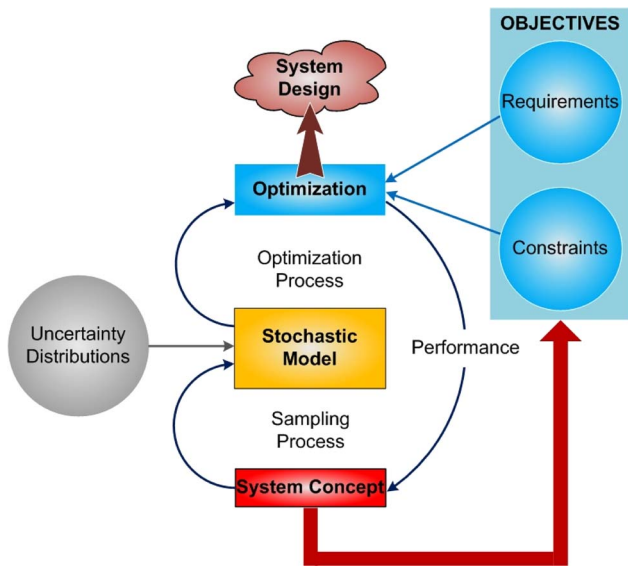 OBJECTIVES
System
Design
Requirements
Optimization
Constraints
Optimization
Process
Uncertainty
Distributions
Stochastic
Model
Performance
Sampling
Process
System Concept